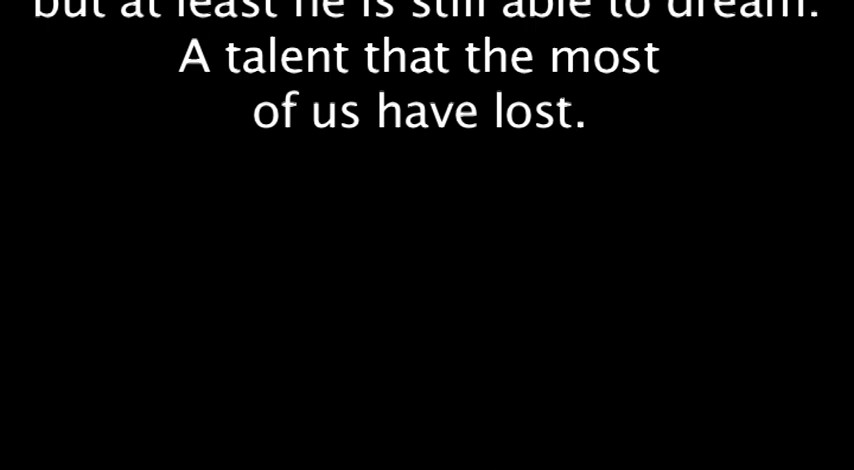 but at least he is still able to dream.
A talent that the most
of us have lost.